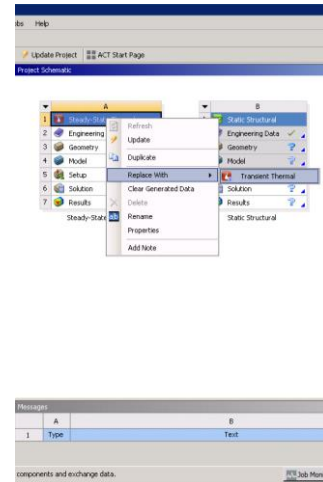 bs Help
Update Project ACT Start Page
Project Schematic
A B
1 Steady-Stat Static Structural
2 Engineering Refresh Engineering Data
3 Geometry Update Geometry
4 Model Duplicate Model
5 Setup Replace With Transient Thermal
6 Solution Clear Generated Data Solution
7 Results Delete Results
Steady-State Rename Static Structural
Properties
Add Note
Messages
A B
1 Type Text
components and exchange data. Job Mon